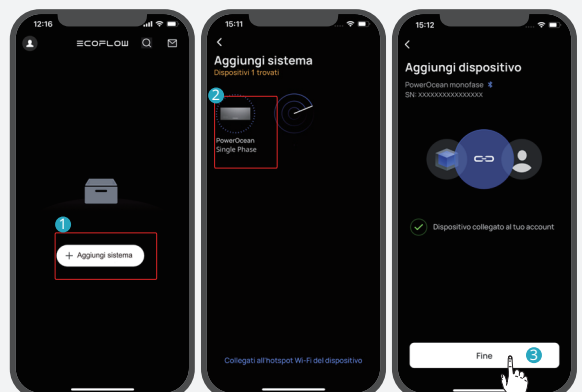 12:16
ECOFLOW
1
+ Aggiungi sistema
15:11
Aggiungi sistema
Dispositivi 1 trovati
2
PowerOcean
Single Phase
Collegati all'hotspot Wi-Fi del dispositivo
15:12
Aggiungi dispositivo
PowerOcean monofase
SN: XXXXXXXXXXXXXXXX
Dispositivo collegato al tuo account
Fine
3